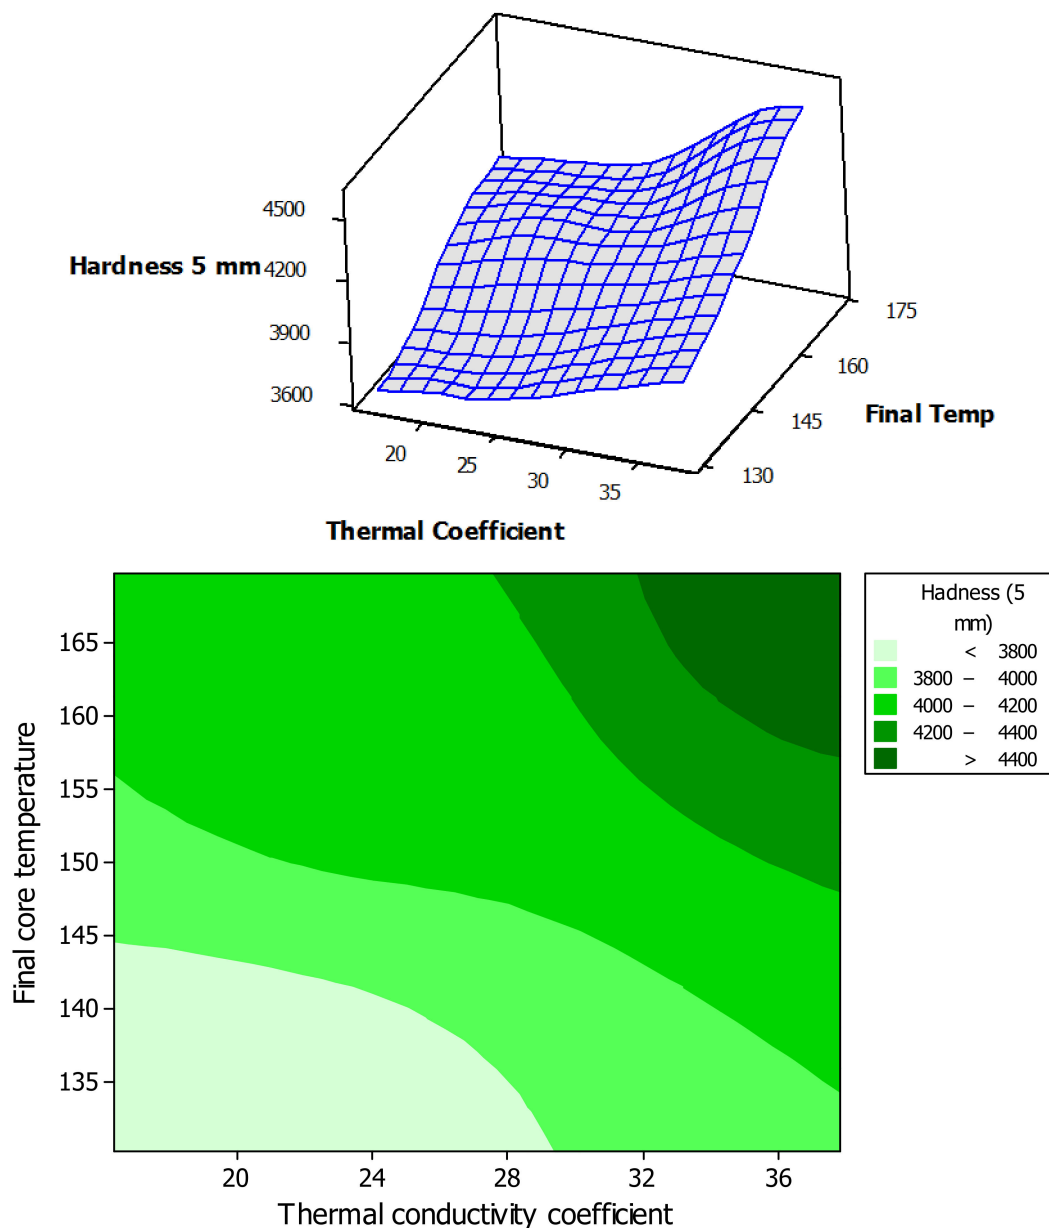 4500
Hardness 5 mm
4200
3900
3600
175
160
Final Temp
145
130
20
25
30
35
Thermal Coefficient
Hadness (5
mm)
< 3800
3800 – 4000
4000 – 4200
4200 – 4400
> 4400
Final core temperature
165
160
155
150
145
140
135
20 24 28 32 36
Thermal conductivity coefficient